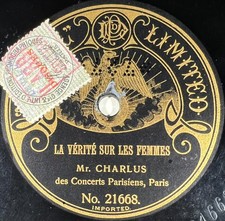 LIMITED
LA VÉRITÉ SUR LES FEMMES
Mr. CHARLUS
des Concerts Parisiens, Paris
No. 21668.
IMPORTED.